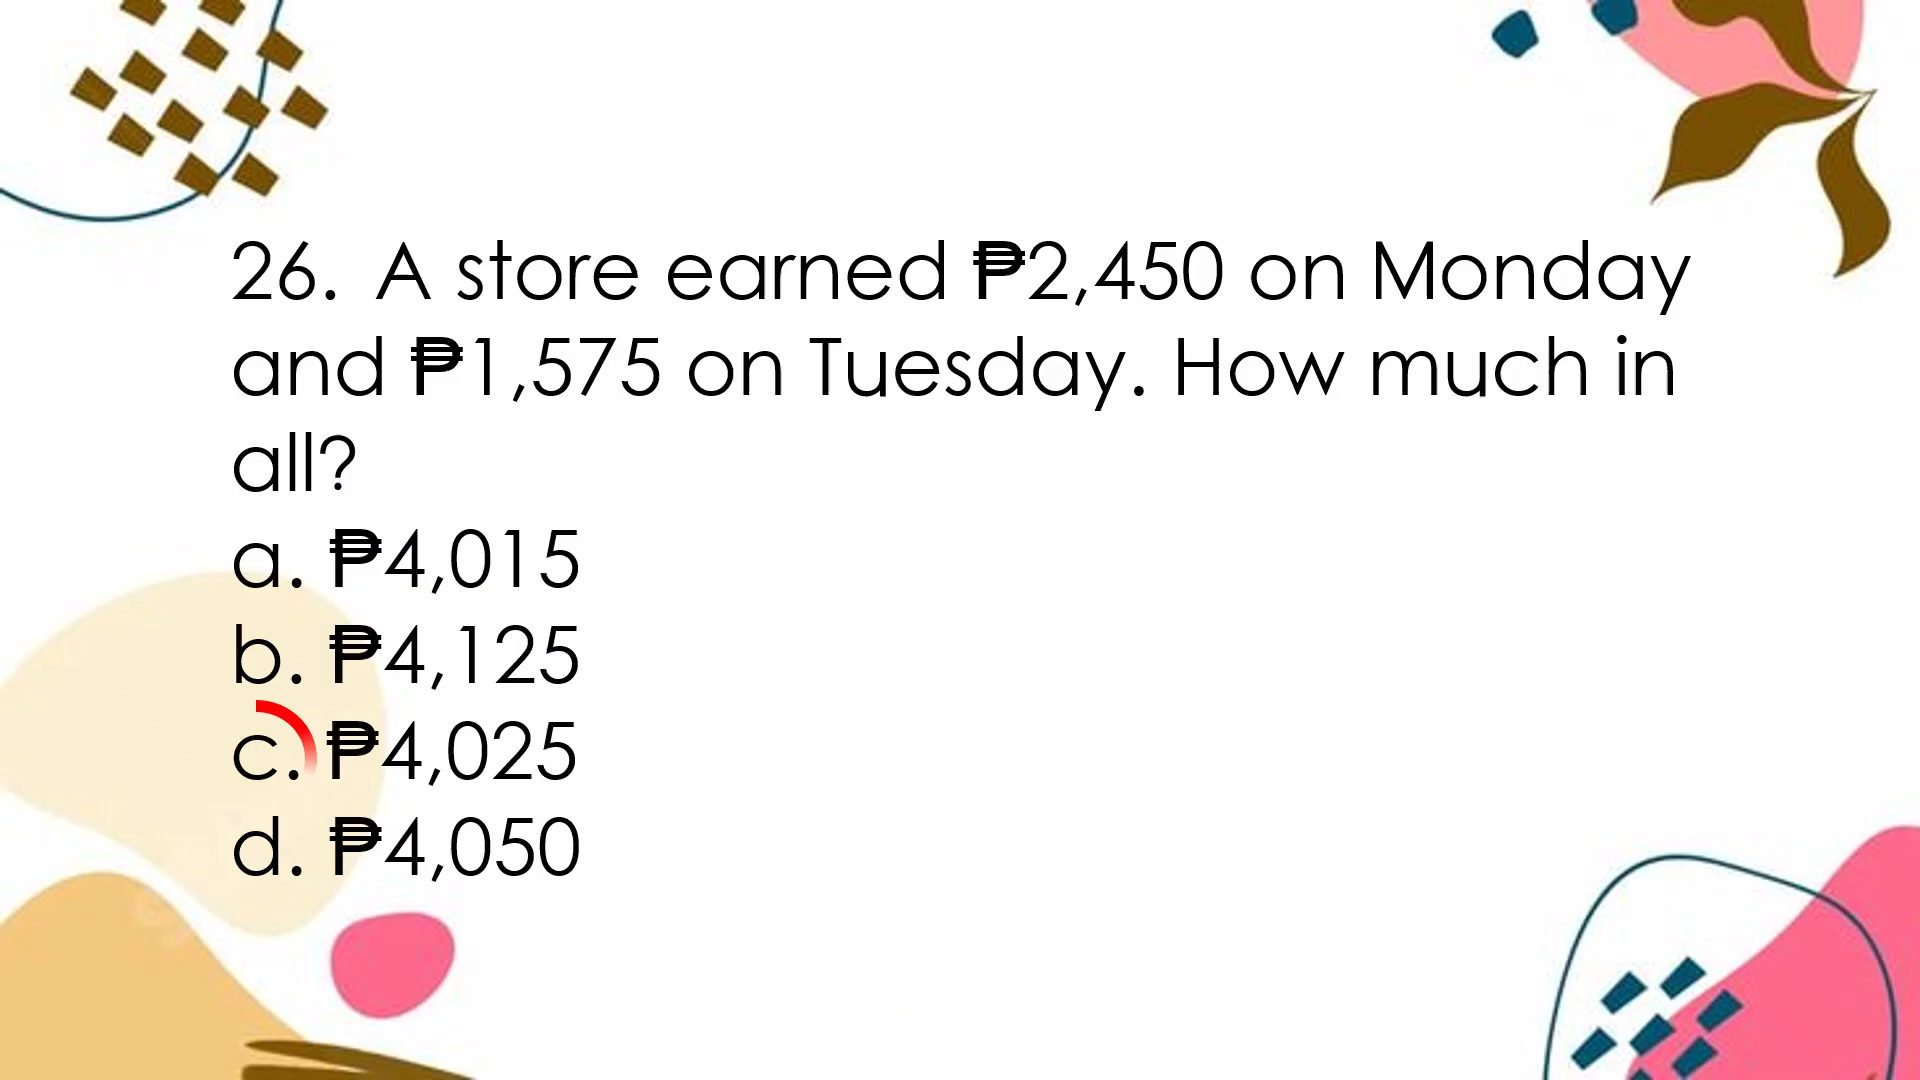 26. A store earned ₱2,450 on Monday
and ₱1,575 on Tuesday. How much in
all?
a. ₱4,015
b. ₱4,125
c. ₱4,025
d. ₱4,050